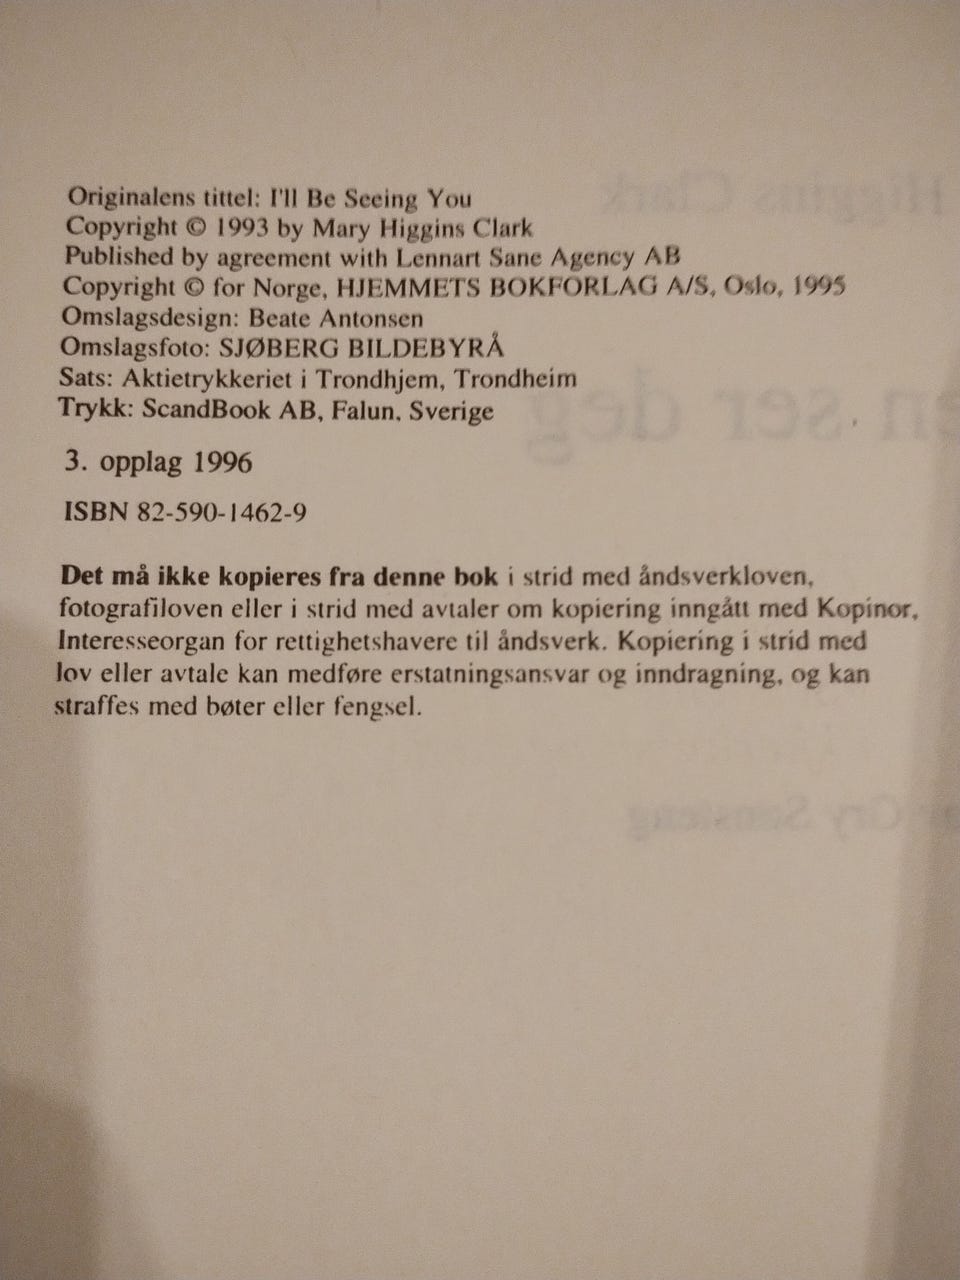 Originalens tittel: I'll Be Seeing You
Copyright © 1993 by Mary Higgins Clark
Published by agreement with Lennart Sane Agency AB
Copyright © for Norge, HJEMMETS BOKFORLAG A/S, Oslo, 1995
Omslagsdesign: Beate Antonsen
Omslagsfoto: SJØBERG BILDEBYRÅ
Sats: Aktietrykkeriet i Trondhjem, Trondheim
Trykk: ScandBook AB, Falun, Sverige
3. opplag 1996
ISBN 82-590-1462-9
Det må ikke kopieres fra denne bok i strid med åndsverkloven,
fotografiloven eller i strid med avtaler om kopiering inngått med Kopinor,
Interesseorgan for rettighetshavere til åndsverk. Kopiering i strid med
lov eller avtale kan medføre erstatningsansvar og inndragning, og kan
straffes med bøter eller fengsel.